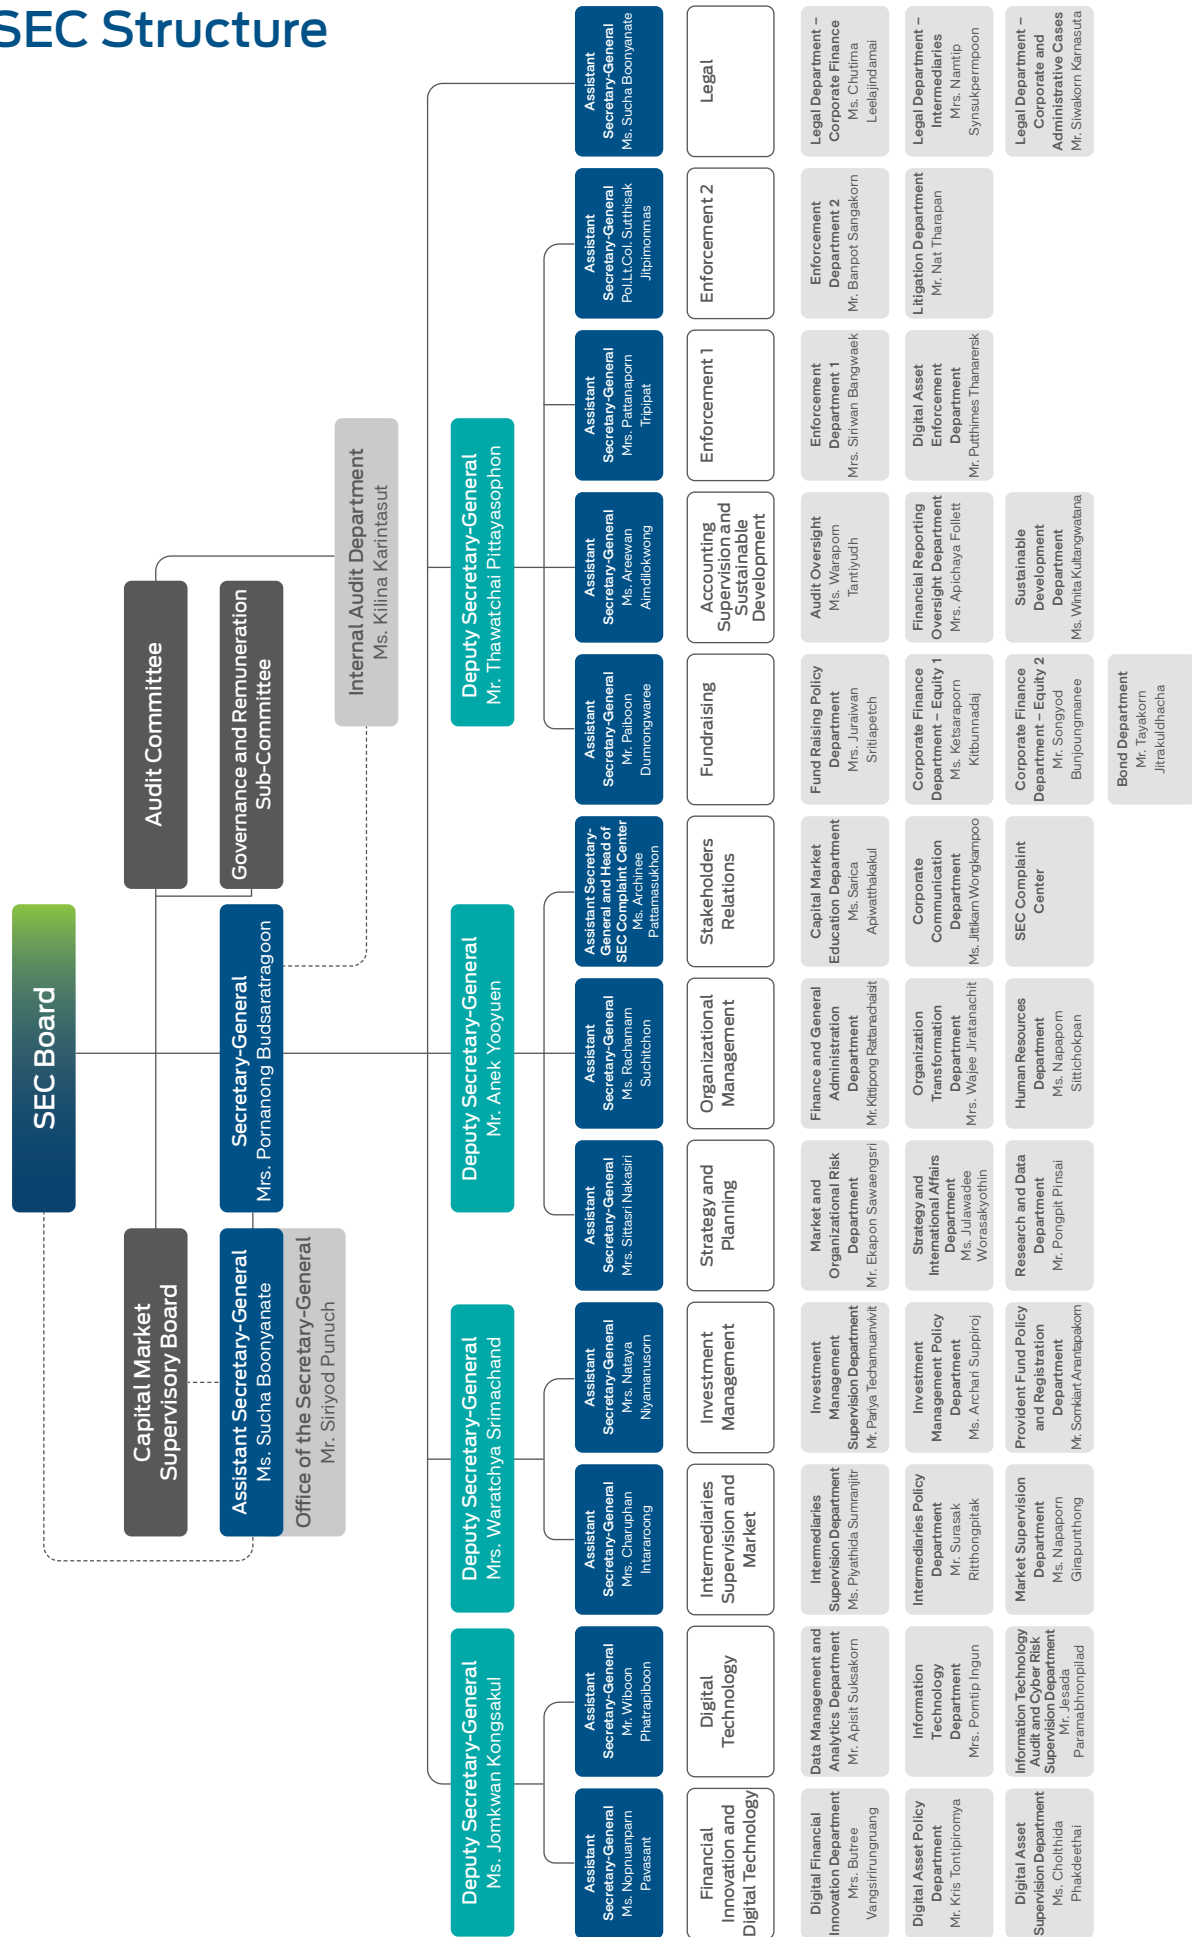 SEC Structure
SEC Board
Capital Market
Supervisory Board
Audit Committee
Governance and Remuneration
Sub-Committee
Assistant Secretary-General
Ms. Sucha Boonyanate
Office of the Secretary-General
Mr. Siriyod Punuch
Secretary-General
Mrs. Pornanong Budsaratragoon
Internal Audit Department
Ms. Kilina Karintasut
Deputy Secretary-General
Ms. Jomkwan Kongsakul
Deputy Secretary-General
Mrs. Waratchya Srimachand
Deputy Secretary-General
Mr. Anek Yooyuen
Deputy Secretary-General
Mr. Thawatchai Pittayasophon
Assistant
Secretary-General
Ms. Nopnuanparn
Pavasant
Financial
Innovation and
Digital Technology
Digital Financial
Innovation Department
Mrs. Butree
Vangsirirungruang
Digital Asset Policy
Department
Mr. Kris Tontipiromya
Digital Asset
Supervision Department
Ms. Cholthida
Phakdeethai
Assistant
Secretary-General
Mr. Wiboon
Phatrapiboon
Digital
Technology
Data Management and
Analytics Department
Mr. Apisit Suksakorn
Information
Technology
Department
Mrs. Porntip Ingun
Information Technology
Audit and Cyber Risk
Supervision Department
Mr. Jesada
Paramabhronpilad
Assistant
Secretary-General
Mrs. Charuphan
Intararoong
Intermediaries
Supervision and
Market
Intermediaries
Supervision Department
Ms. Piyathida Sumranjitr
Intermediaries Policy
Department
Mr. Surasak
Ritthongpitak
Market Supervision
Department
Ms. Napaporn
Girapunthong
Assistant
Secretary-General
Mrs. Nataya
Niyamanusorn
Investment
Management
Investment
Management
Supervision Department
Mr. Pariya Techamuanvivit
Investment
Management Policy
Department
Ms. Archari Suppiroj
Provident Fund Policy
and Registration
Department
Mr. Somkiart Anantapakorn
Assistant
Secretary-General
Mrs. Sittasri Nakasiri
Strategy and
Planning
Market and
Organizational Risk
Department
Mr. Ekapon Sawaengsri
Strategy and
International Affairs
Department
Ms. Julawadee
Worasakyothin
Research and Data
Department
Mr. Pongpit Pinsai
Assistant
Secretary-General
Ms. Rachamarn
Suchitchon
Organizational
Management
Finance and General
Administration
Department
Mr. Kittipong Rattanachaisit
Organization
Transformation
Department
Mrs. Wajee Jiratanachit
Human Resources
Department
Ms. Napaporn
Sittichokpan
Assistant Secretary-
General and Head of
SEC Complaint Center
Ms. Archinee
Pattamasukhon
Stakeholders
Relations
Capital Market
Education Department
Ms. Sarica
Apiwatthakakul
Corporate
Communication
Department
Ms. Jittikarn Wongkampoo
SEC Complaint
Center
Assistant
Secretary-General
Mr. Paiboon
Dumrongwaree
Fundraising
Fund Raising Policy
Department
Mrs. Juraiwan
Sritiapetch
Corporate Finance
Department – Equity 1
Ms. Ketsaraporn
Kitbunnadaj
Corporate Finance
Department – Equity 2
Mr. Songyod
Bunjoungmanee
Bond Department
Mr. Tayakorn
Jitrakuldhacha
Assistant
Secretary-General
Ms. Areewan
Aimdilokwong
Accounting
Supervision and
Sustainable
Development
Audit Oversight
Ms. Waraporn
Tantiyudh
Financial Reporting
Oversight Department
Mrs. Apichaya Follett
Sustainable
Development
Department
Ms. Winita Kultangwatana
Assistant
Secretary-General
Mrs. Pattanaporn
Tripipat
Enforcement 1
Enforcement
Department 1
Mrs. Siriwan Bangwaek
Digital Asset
Enforcement
Department
Mr. Putthimes Thanarersk
Assistant
Secretary-General
Pol.Lt.Col. Sutthisak
Jitpimonmas
Enforcement 2
Enforcement
Department 2
Mr. Banpot Sangakorn
Litigation Department
Mr. Nat Tharapan
Assistant
Secretary-General
Ms. Sucha Boonyanate
Legal
Legal Department –
Corporate Finance
Ms. Chutima
Leelajindamai
Legal Department –
Intermediaries
Mrs. Namtip
Synsukpermpoon
Legal Department –
Corporate and
Administrative Cases
Mr. Siwakorn Karnasuta